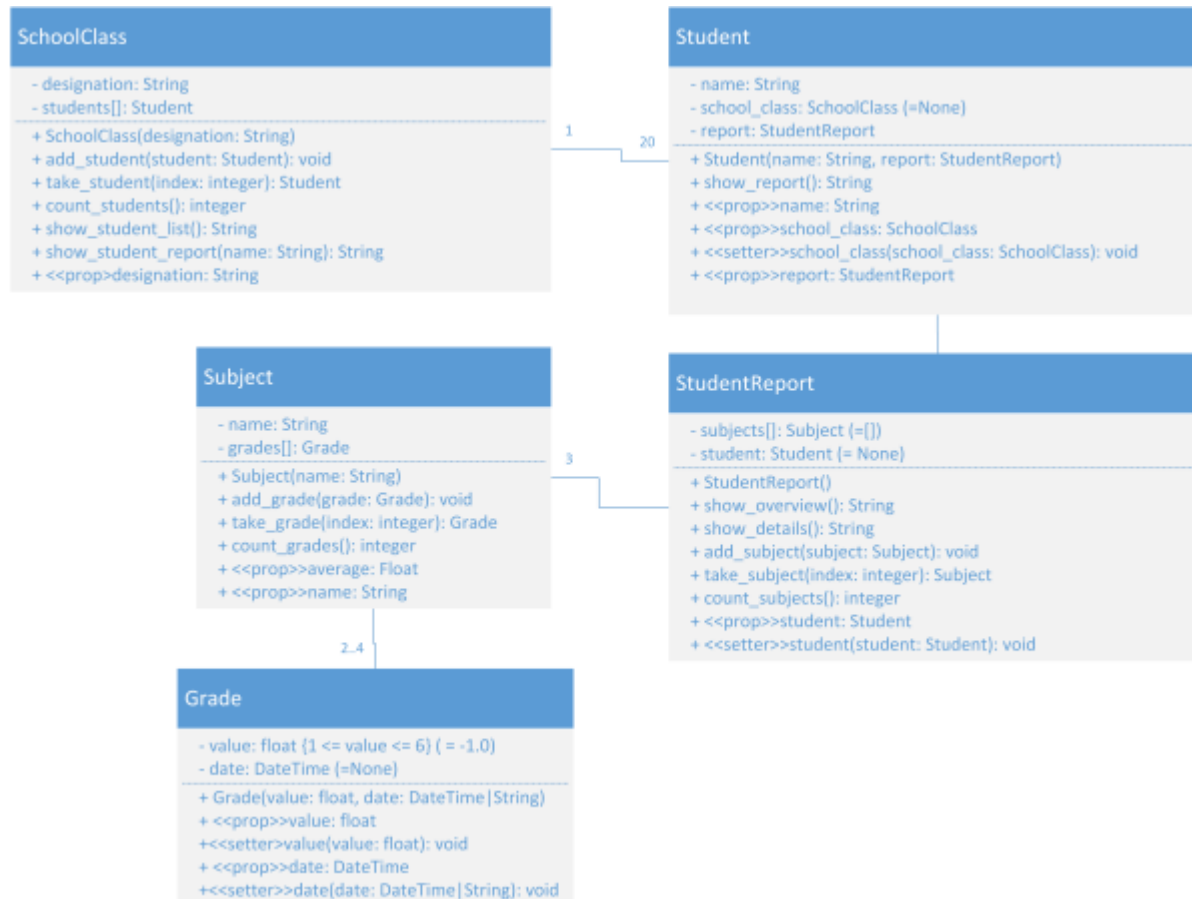 SchoolClass
- designation: String
- students[]: Student
+ SchoolClass(designation: String)
+ add_student(student: Student): void
+ take_student(index: integer): Student
+ count_students(): integer
+ show_student_list(): String
+ show_student_report(name: String): String
+ <<prop>designation: String
1
20
Student
- name: String
- school_class: SchoolClass (=None)
- report: StudentReport
+ Student(name: String, report: StudentReport)
+ show_report(): String
+ <<prop>>name: String
+ <<prop>>school_class: SchoolClass
+ <<setter>>school_class(school_class: SchoolClass): void
+ <<prop>>report: StudentReport
Subject
- name: String
- grades[]: Grade
+ Subject(name: String)
+ add_grade(grade: Grade): void
+ take_grade(index: integer): Grade
+ count_grades(): integer
+ <<prop>>average: Float
+ <<prop>>name: String
3
StudentReport
- subjects[]: Subject (=[])
- student: Student (= None)
+ StudentReport()
+ show_overview(): String
+ show_details(): String
+ add_subject(subject: Subject): void
+ take_subject(index: integer): Subject
+ count_subjects(): integer
+ <<prop>>student: Student
+ <<setter>>student(student: Student): void
2..4
Grade
- value: float {1 <= value <= 6} ( = -1.0)
- date: DateTime (=None)
+ Grade(value: float, date: DateTime|String)
+ <<prop>>value: float
+<<setter>value(value: float): void
+ <<prop>>date: DateTime
+<<setter>>date(date: DateTime|String): void